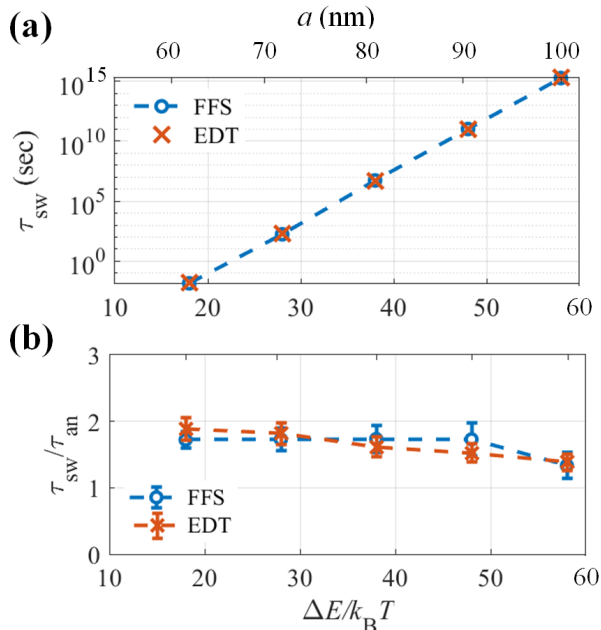 (a)
a (nm)
60 70 80 90 100
10^15
10^10
10^5
10^0
τ_sw (sec)
FFS
EDT
10 20 30 40 50 60
(b)
3
2
1
0
τ_sw/τ_an
FFS
EDT
10 20 30 40 50 60
ΔE/k_BT